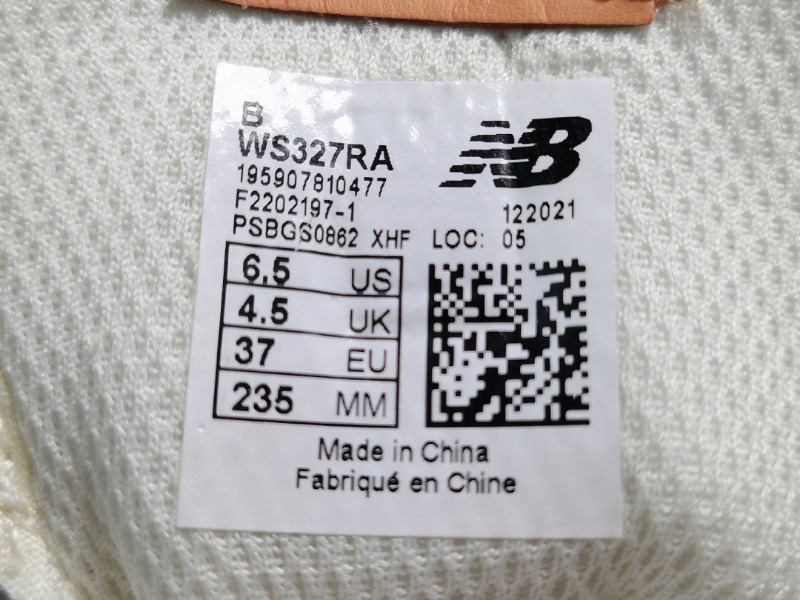 B
WS327RA
195907810477
F2202197-1
122021
PSBGS0862 XHF LOC: 05
6.5 US
4.5 UK
37 EU
235 MM
Made in China
Fabriqué en Chine
NB